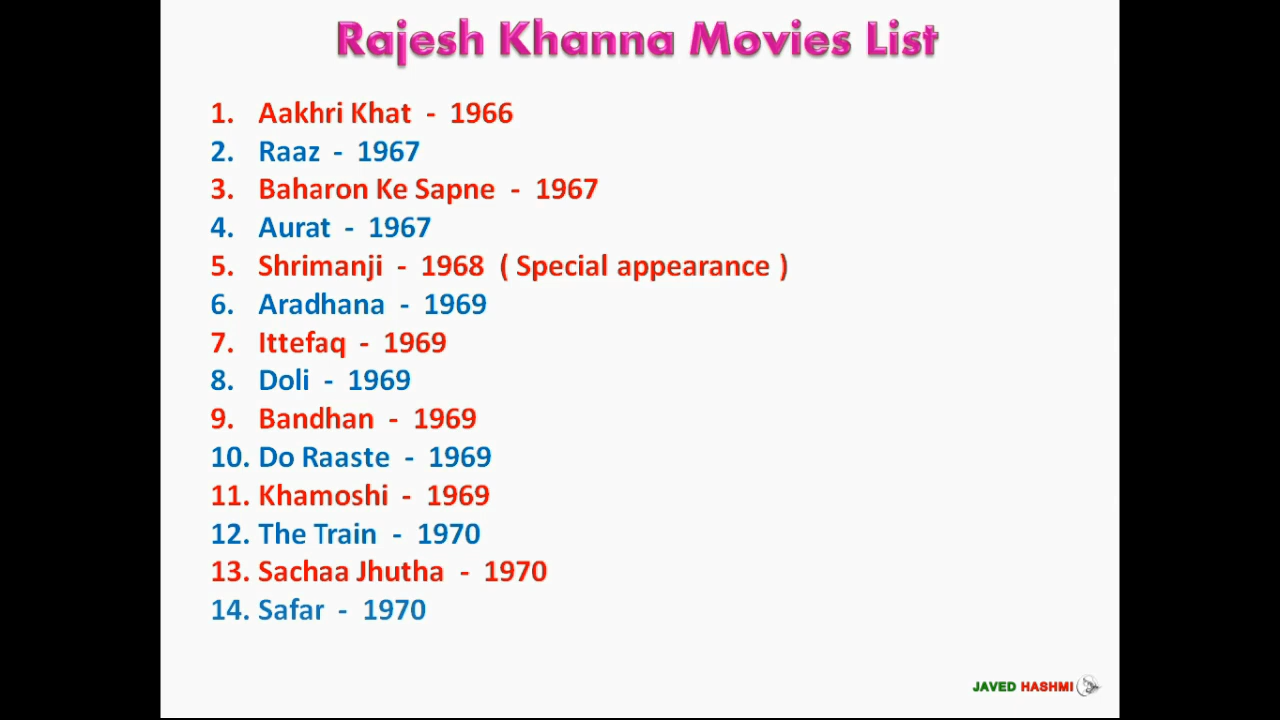 Rajesh Khanna Movies List
1. Aakhri Khat - 1966
2. Raaz - 1967
3. Baharon Ke Sapne - 1967
4. Aurat - 1967
5. Shrimanji - 1968 ( Special appearance )
6. Aradhana - 1969
7. Ittefaq - 1969
8. Doli - 1969
9. Bandhan - 1969
10. Do Raaste - 1969
11. Khamoshi - 1969
12. The Train - 1970
13. Sachaa Jhutha - 1970
14. Safar - 1970
JAVED HASHMI